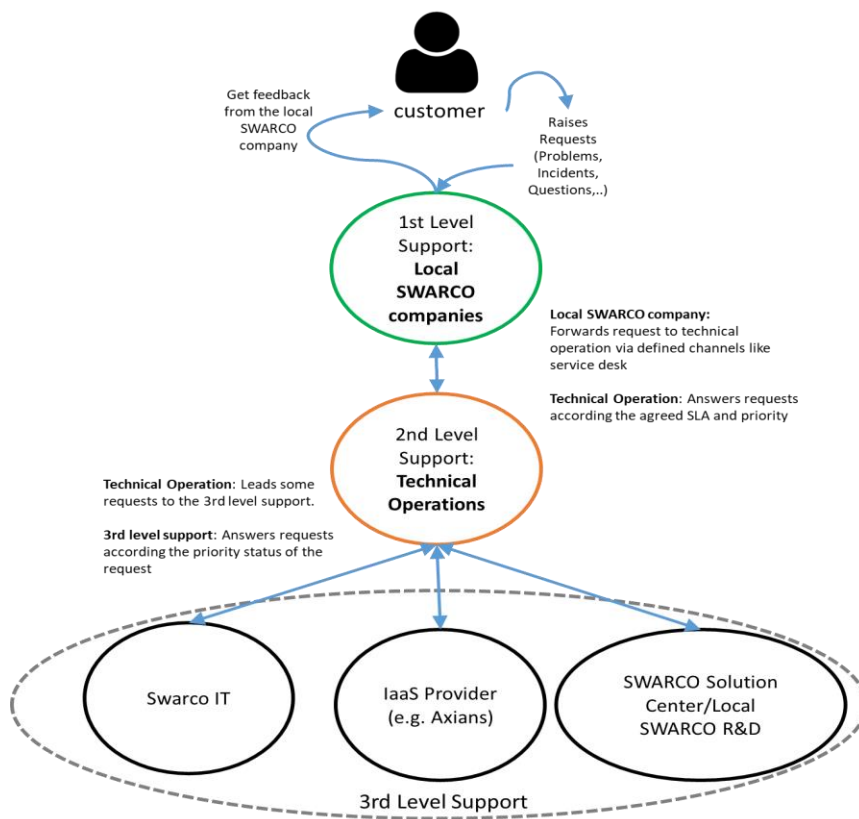 Get feedback
from the local
SWARCO
company
customer
Raises
Requests
(Problems,
Incidents,
Questions,..)
1st Level
Support:
Local
SWARCO
companies
Local SWARCO company:
Forwards request to technical
operation via defined channels like
service desk
Technical Operation: Answers requests
according the agreed SLA and priority
2nd Level
Support:
Technical
Operations
Technical Operation: Leads some
requests to the 3rd level support.
3rd level support: Answers requests
according the priority status of the
request
Swarco IT
IaaS Provider
(e.g. Axians)
SWARCO Solution
Center/Local
SWARCO R&D
3rd Level Support